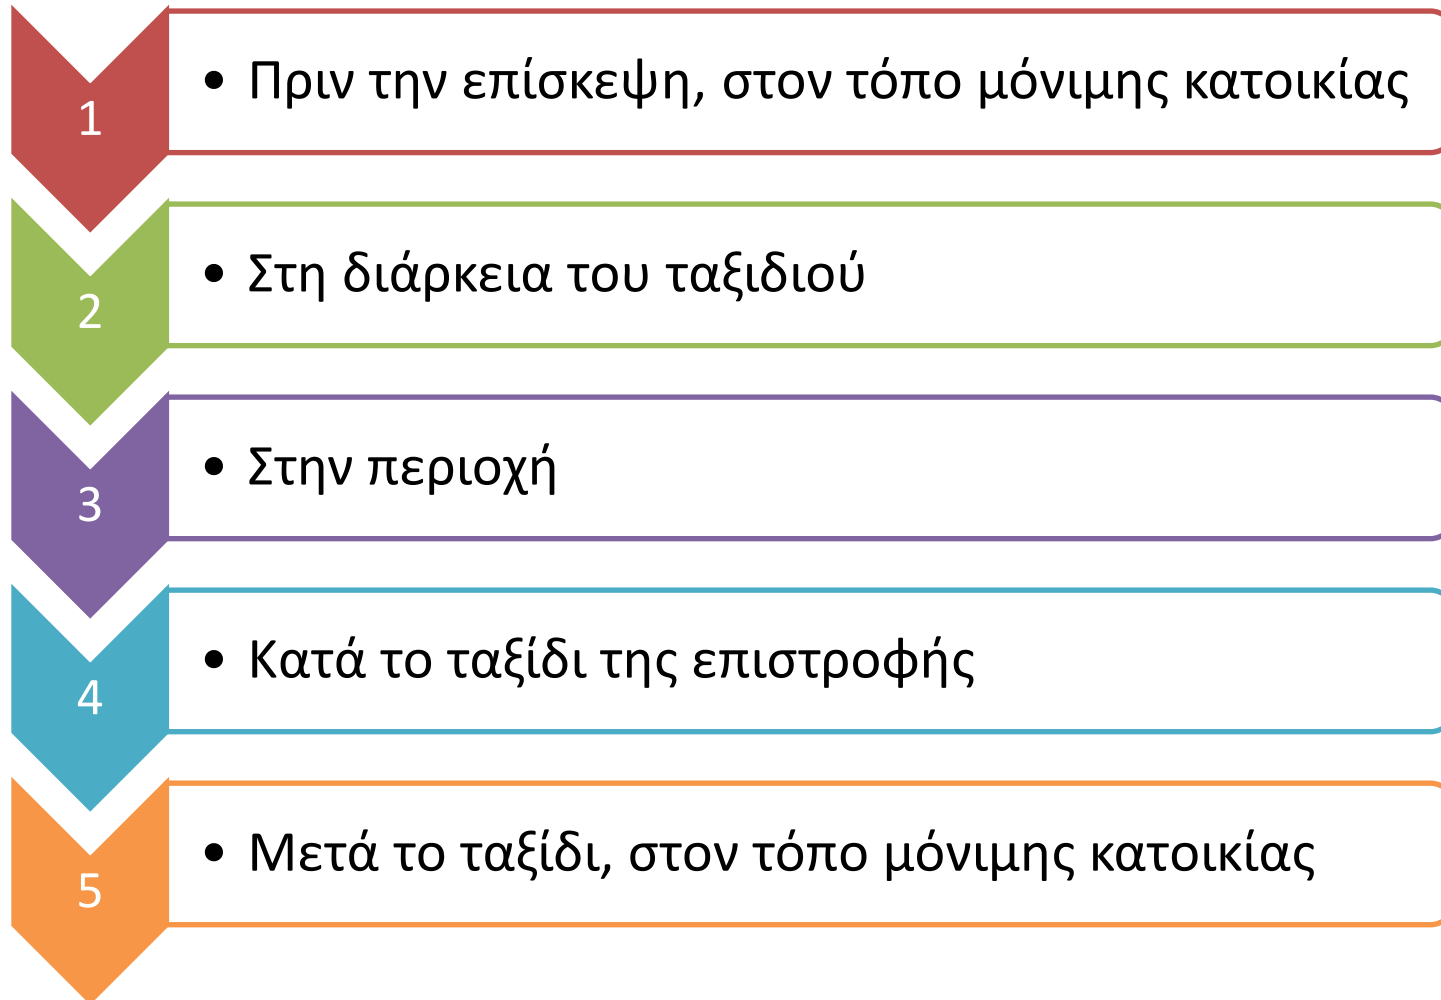 1
• Πριν την επίσκεψη, στον τόπο μόνιμης κατοικίας
2
• Στη διάρκεια του ταξιδιού
3
• Στην περιοχή
4
• Κατά το ταξίδι της επιστροφής
5
• Μετά το ταξίδι, στον τόπο μόνιμης κατοικίας